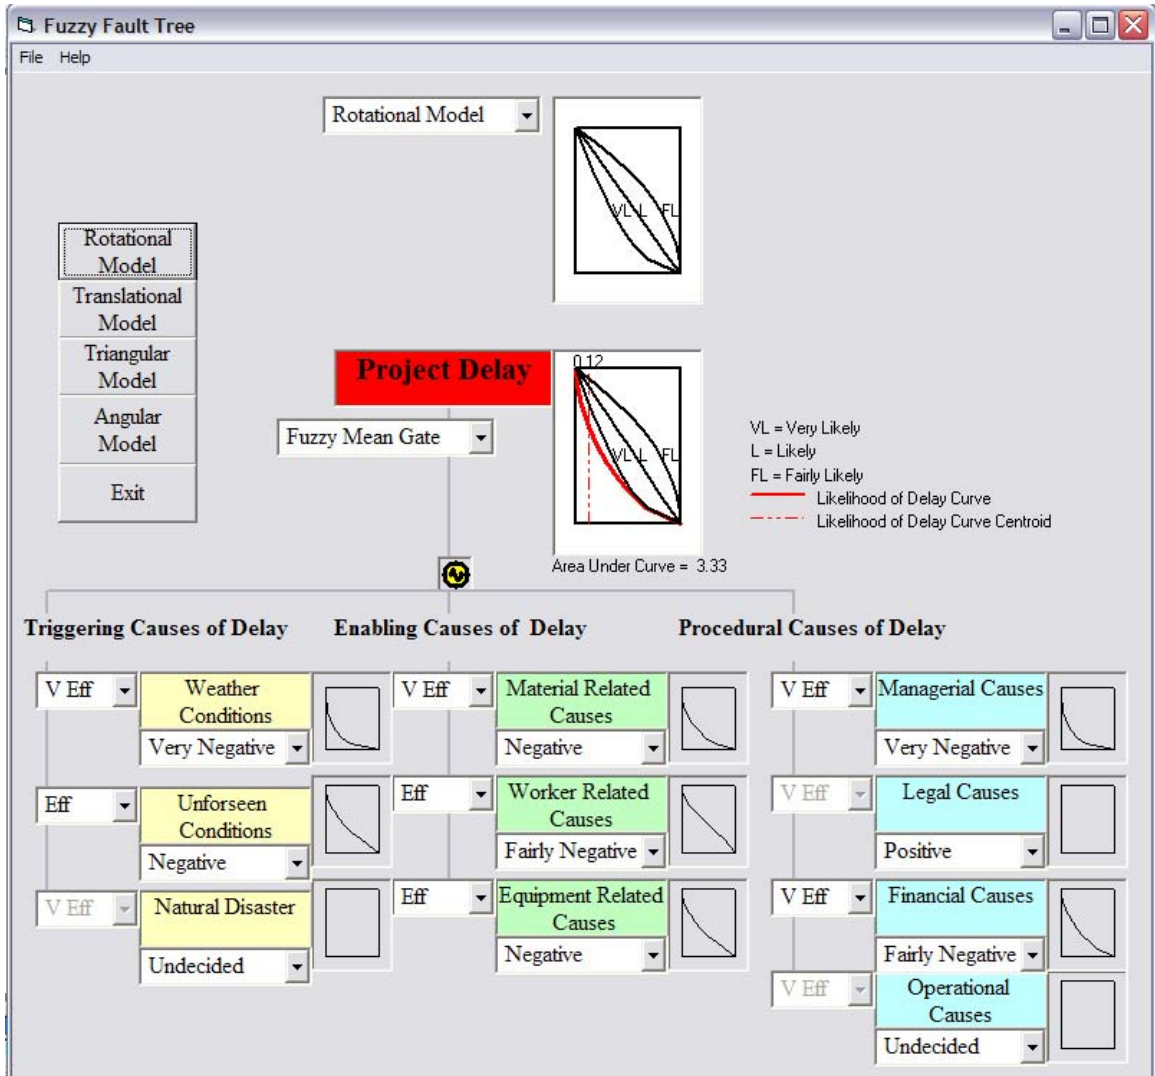 Fuzzy Fault Tree
File Help
Rotational Model
VL L FL
Rotational
Model
Translational
Model
Triangular
Model
Angular
Model
Exit
Project Delay
Fuzzy Mean Gate
0.12
VL L FL
Area Under Curve = 3.33
VL = Very Likely
L = Likely
FL = Fairly Likely
Likelihood of Delay Curve
Likelihood of Delay Curve Centroid
Triggering Causes of Delay
Enabling Causes of Delay
Procedural Causes of Delay
V Eff
Weather
Conditions
Very Negative
Eff
Unforseen
Conditions
Negative
V Eff
Natural Disaster
Undecided
V Eff
Material Related
Causes
Negative
Eff
Worker Related
Causes
Fairly Negative
Eff
Equipment Related
Causes
Negative
V Eff
Managerial Causes
Very Negative
V Eff
Legal Causes
Positive
V Eff
Financial Causes
Fairly Negative
V Eff
Operational
Causes
Undecided